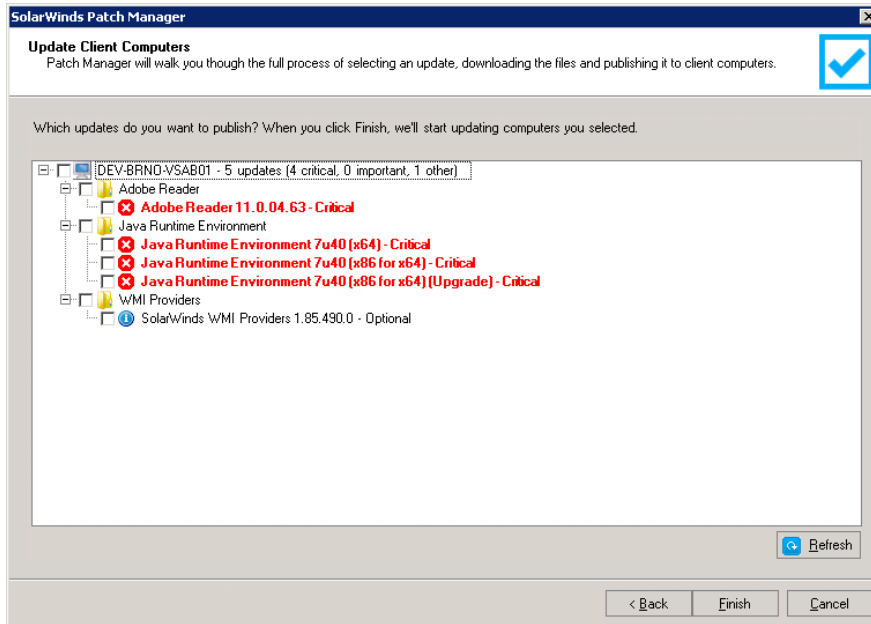 SolarWinds Patch Manager
Update Client Computers
Patch Manager will walk you though the full process of selecting an update, downloading the files and publishing it to client computers.
Which updates do you want to publish? When you click Finish, we'll start updating computers you selected.
DEV-BRNO-VSAB01 - 5 updates (4 critical, 0 important, 1 other)
Adobe Reader
Adobe Reader 11.0.04.63 - Critical
Java Runtime Environment
Java Runtime Environment 7u40 (x64) - Critical
Java Runtime Environment 7u40 (x86 for x64) - Critical
Java Runtime Environment 7u40 (x86 for x64) (Upgrade) - Critical
WMI Providers
SolarWinds WMI Providers 1.85.490.0 - Optional
Refresh
< Back Finish Cancel